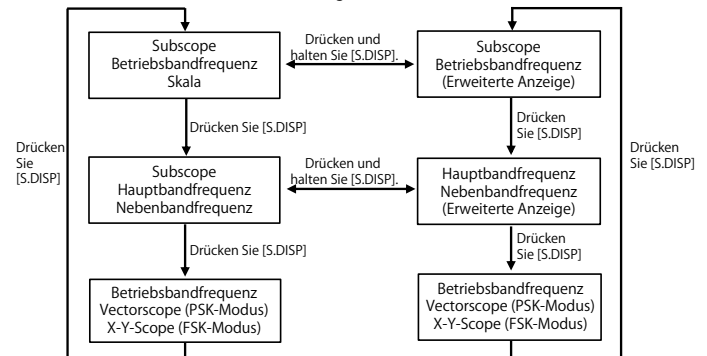 Subscope
Betriebsbandfrequenz
Skala
Drücken und
halten Sie [S.DISP].
Subscope
Betriebsbandfrequenz
(Erweiterte Anzeige)
Drücken
Sie
[S.DISP]
Drücken Sie [S.DISP]
Drücken
Sie [S.DISP]
Drücken
Sie [S.DISP]
Subscope
Hauptbandfrequenz
Nebenbandfrequenz
Drücken und
halten Sie [S.DISP].
Hauptbandfrequenz
Nebenbandfrequenz
(Erweiterte Anzeige)
Drücken Sie [S.DISP]
Drücken
Sie [S.DISP]
Betriebsbandfrequenz
Vectorscope (PSK-Modus)
X-Y-Scope (FSK-Modus)
Betriebsbandfrequenz
Vectorscope (PSK-Modus)
X-Y-Scope (FSK-Modus)